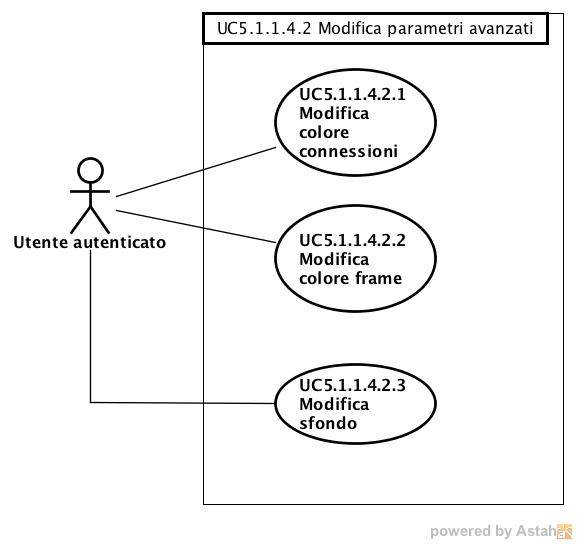 UC5.1.1.4.2 Modifica parametri avanzati
UC5.1.1.4.2.1
Modifica
colore
connessioni
Utente autenticato
UC5.1.1.4.2.2
Modifica
colore frame
UC5.1.1.4.2.3
Modifica
sfondo
powered by Astah